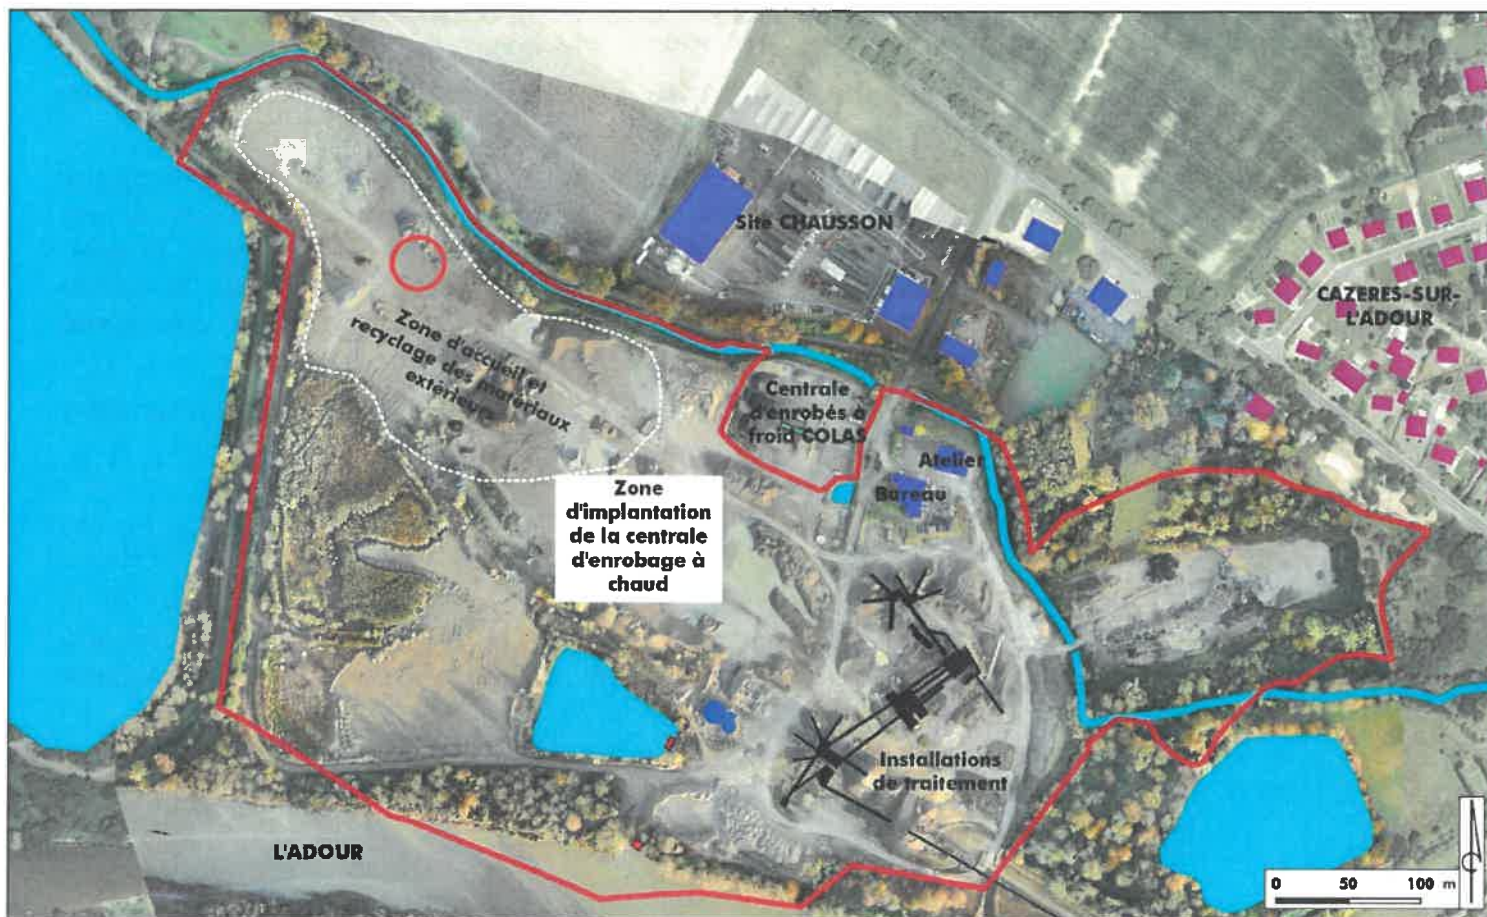 Site CHAUSSON
CAZERES-SUR-
L'ADOUR
Zone d'accueil et
recyclage des matériaux
extérieurs
Centrale
d'enrobés à
froid COLAS
Atelier
Bureau
Zone
d'implantation
de la centrale
d'enrobage à
chaud
Installations
de traitement
L'ADOUR
0 50 100 m